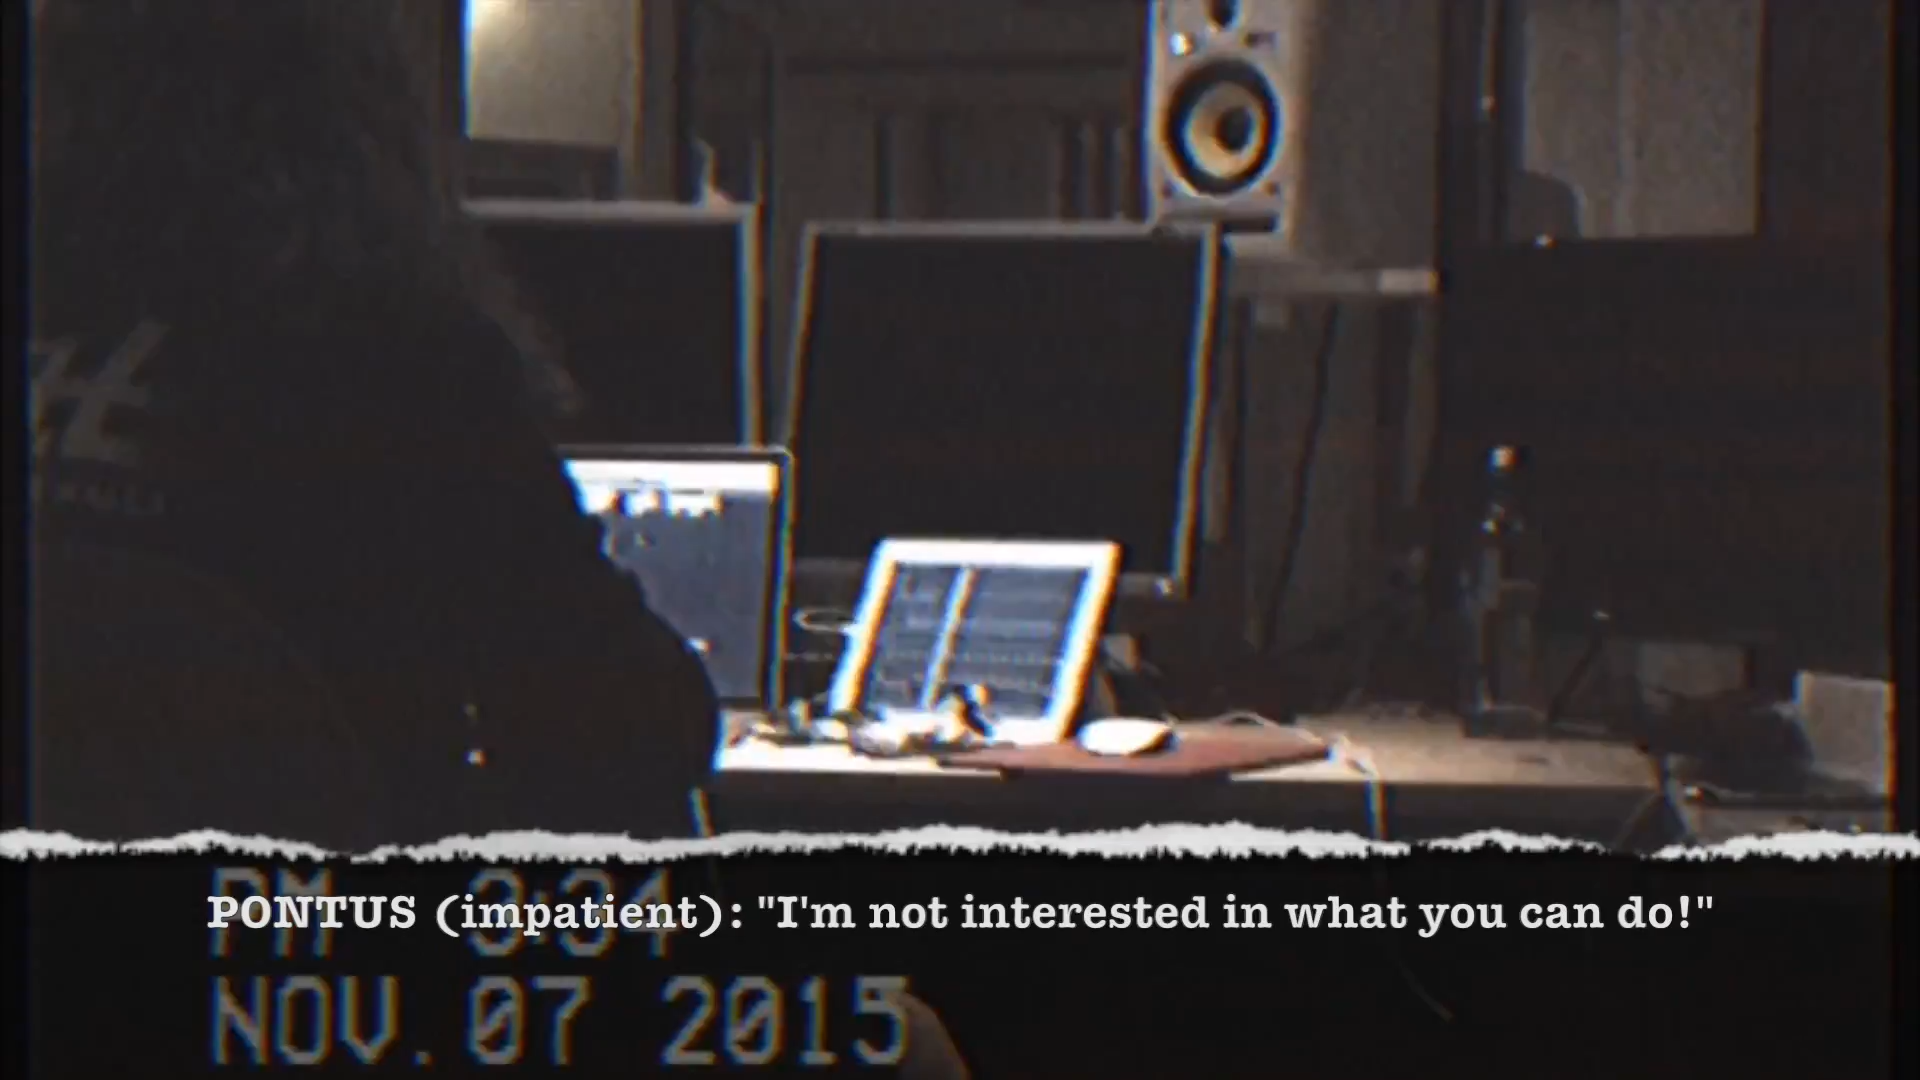 PM 3:34
PONTUS (impatient): "I'm not interested in what you can do!"
NOV. 07 2015